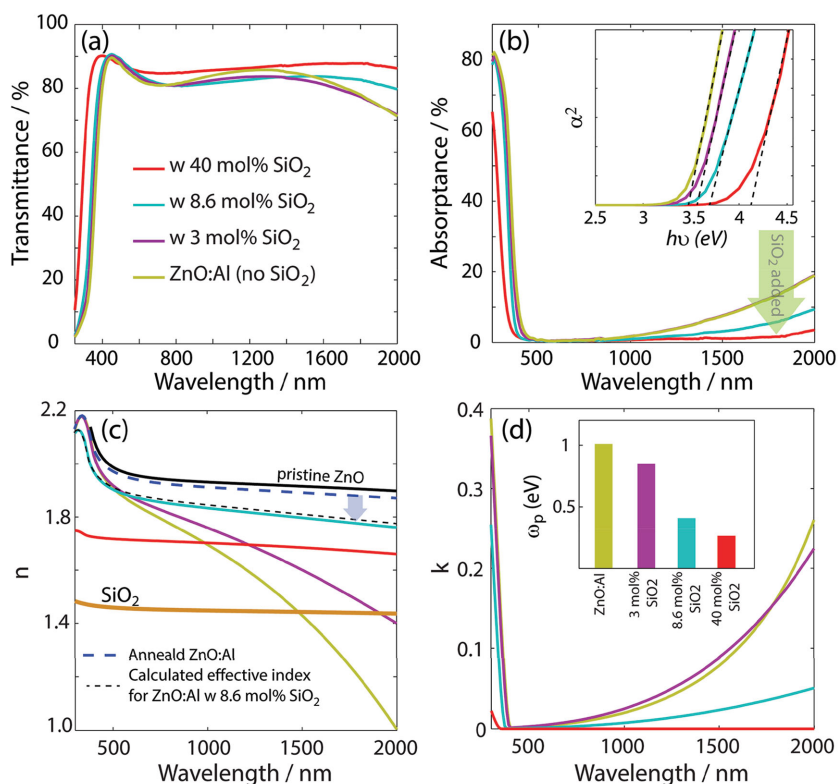 (a)
Transmittance / %
100
80
60
40
20
0
w 40 mol% SiO2
w 8.6 mol% SiO2
w 3 mol% SiO2
ZnO:Al (no SiO2)
400
800
1200
1600
2000
Wavelength / nm
(b)
Absorptance / %
80
60
40
20
0
α2
2.5
3
3.5
4
4.5
hυ (eV)
SiO2 added
500
1000
1500
2000
Wavelength / nm
(c)
n
2.2
1.8
1.4
1.0
pristine ZnO
SiO2
Anneald ZnO:Al
Calculated effective index
for ZnO:Al w 8.6 mol% SiO2
500
1000
1500
2000
Wavelength / nm
(d)
k
0.4
0.3
0.2
0.1
0
ωp (eV)
1
0.5
ZnO:Al
3 mol%
SiO2
8.6 mol%
SiO2
40 mol%
SiO2
500
1000
1500
2000
Wavelength / nm